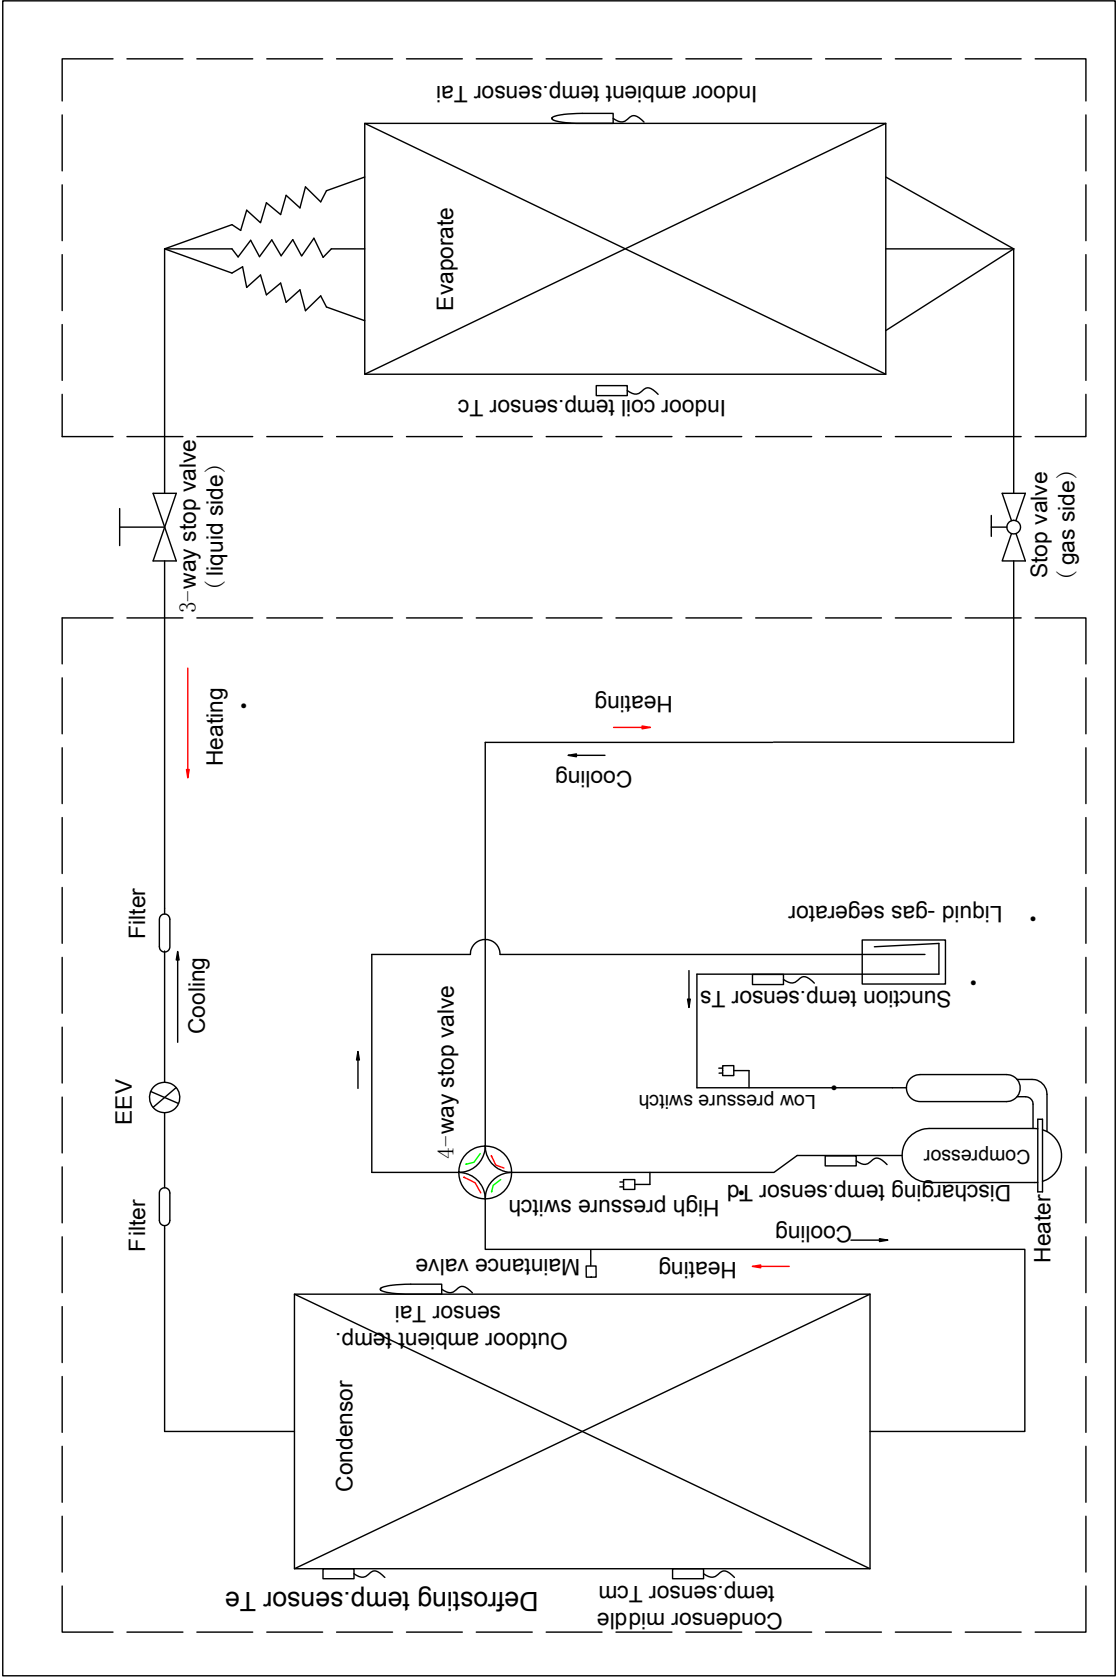 Indoor ambient temp.sensor Tai
Evaporate
Indoor coil temp.sensor Tc
3-way stop valve
(liquid side)
Stop valve
(gas side)
Heating
Heating
Cooling
Filter
Cooling
Liquid -gas segerator
Sunction temp.sensor Ts
4-way stop valve
EEV
Low pressure switch
Compressor
Discharging temp.sensor Td
High pressure switch
Heater
Filter
Cooling
Maintance valve
Heating
Outdoor ambient temp.
sensor Tai
Condensor
Defrosting temp.sensor Te
Condensor middle
temp.sensor Tcm